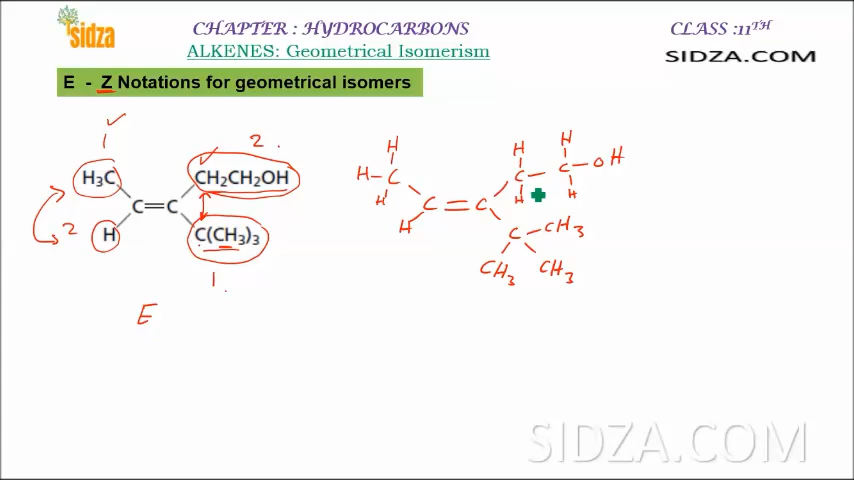 sidza
CHAPTER : HYDROCARBONS
CLASS :11TH
ALKENES: Geometrical Isomerism
SIDZA.COM
E - Z Notations for geometrical isomers
1
2 .
H₃C
CH₂CH₂OH
C=C
H
2
C(CH₃)₃
1 .
E
H
H-C
H
H
C=C
H
C
H
H
C-OH
H
C-CH₃
CH₃
CH₃
SIDZA.COM